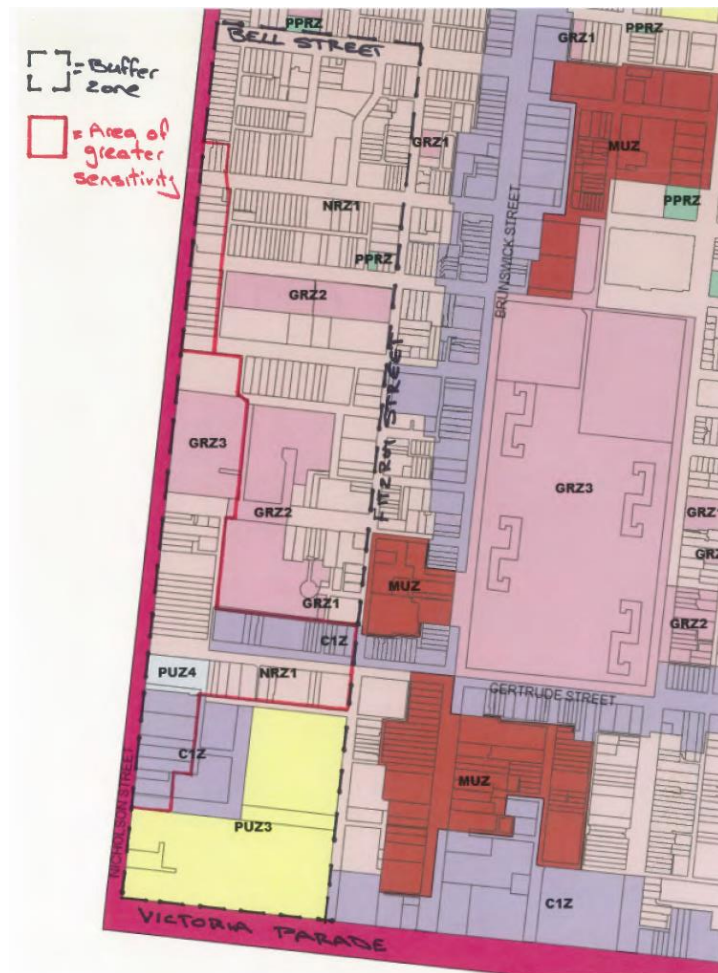 PPRZ
GRZ1
PPRZ
BELL STREET
= Buffer
zone
= Area of
greater
sensitivity
GRZ1
MUZ
PPRZ
NRZ1
BRUNSWICK STREET
PPRZ
GRZ2
FITZROY STREET
GRZ3
GRZ3
GRZ2
GRZ1
GRZ
MUZ
GRZ1
GRZ2
C1Z
PUZ4
NRZ1
GERTRUDE STREET
C1Z
MUZ
NICHOLSON STREET
PUZ3
C1Z
VICTORIA PARADE